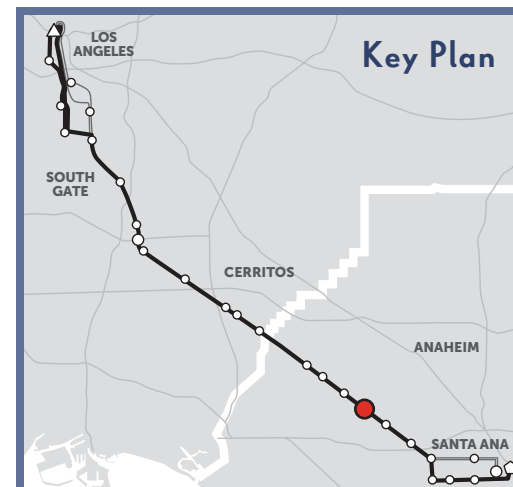 Key Plan
LOS
ANGELES
SOUTH
GATE
CERRITOS
ANAHEIM
SANTA ANA